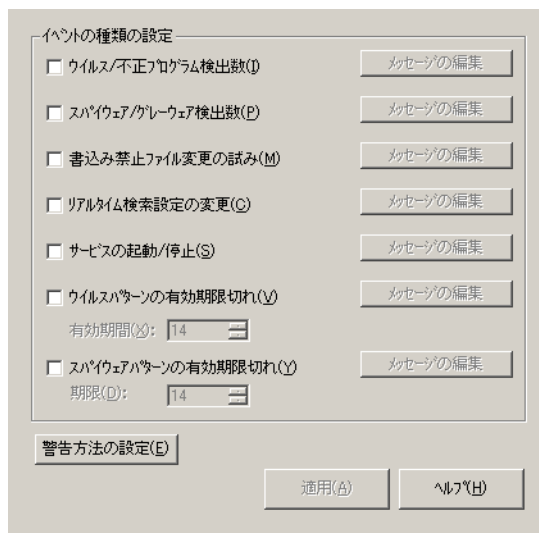 イベントの種類の設定
ウイルス/不正プログラム検出数(I) メッセージの編集
スパイウェア/グレーウェア検出数(P) メッセージの編集
書込み禁止ファイル変更の試み(M) メッセージの編集
リアルタイム検索設定の変更(C) メッセージの編集
サービスの起動/停止(S) メッセージの編集
ウイルスパターンの有効期限切れ(V) メッセージの編集
有効期間(X): 14
スパイウェアパターンの有効期限切れ(Y) メッセージの編集
期限(D): 14
警告方法の設定(E)
適用(A) ヘルプ(H)